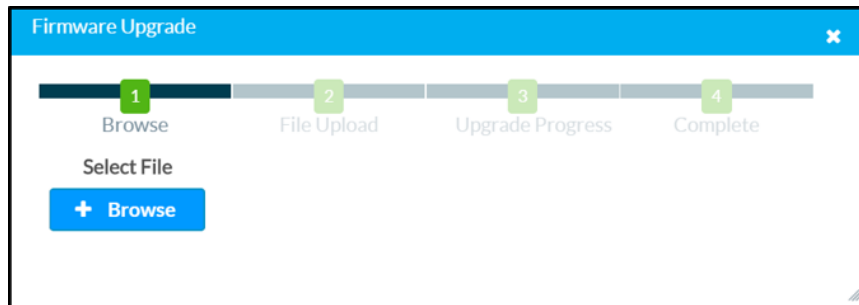 Firmware Upgrade
1 2 3 4
Browse File Upload Upgrade Progress Complete
Select File
+ Browse